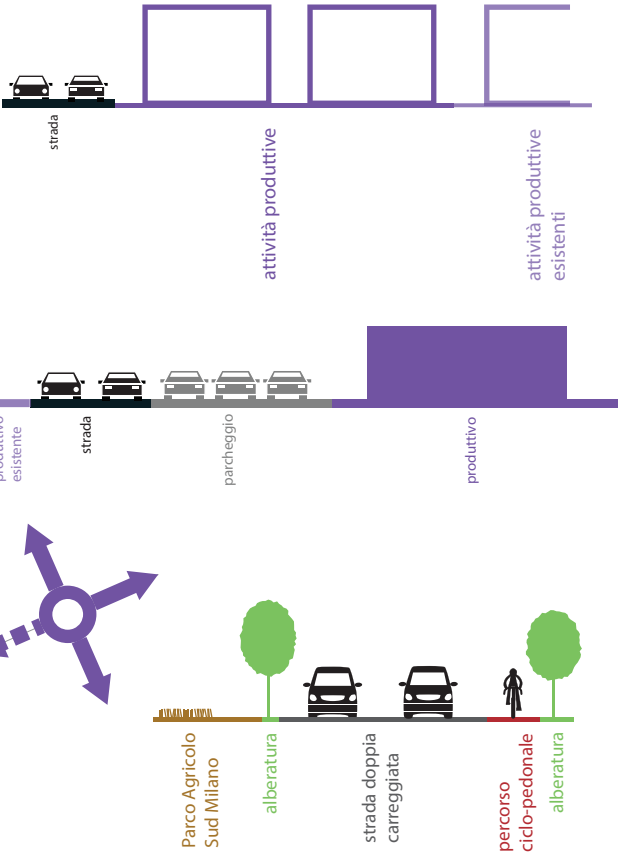 strada
attività produttive
attività produttive
esistenti
esistente
strada
parcheggio
produttivo
Parco Agricolo
Sud Milano
alberatura
strada doppia
carreggiata
percorso
ciclo-pedonale
alberatura